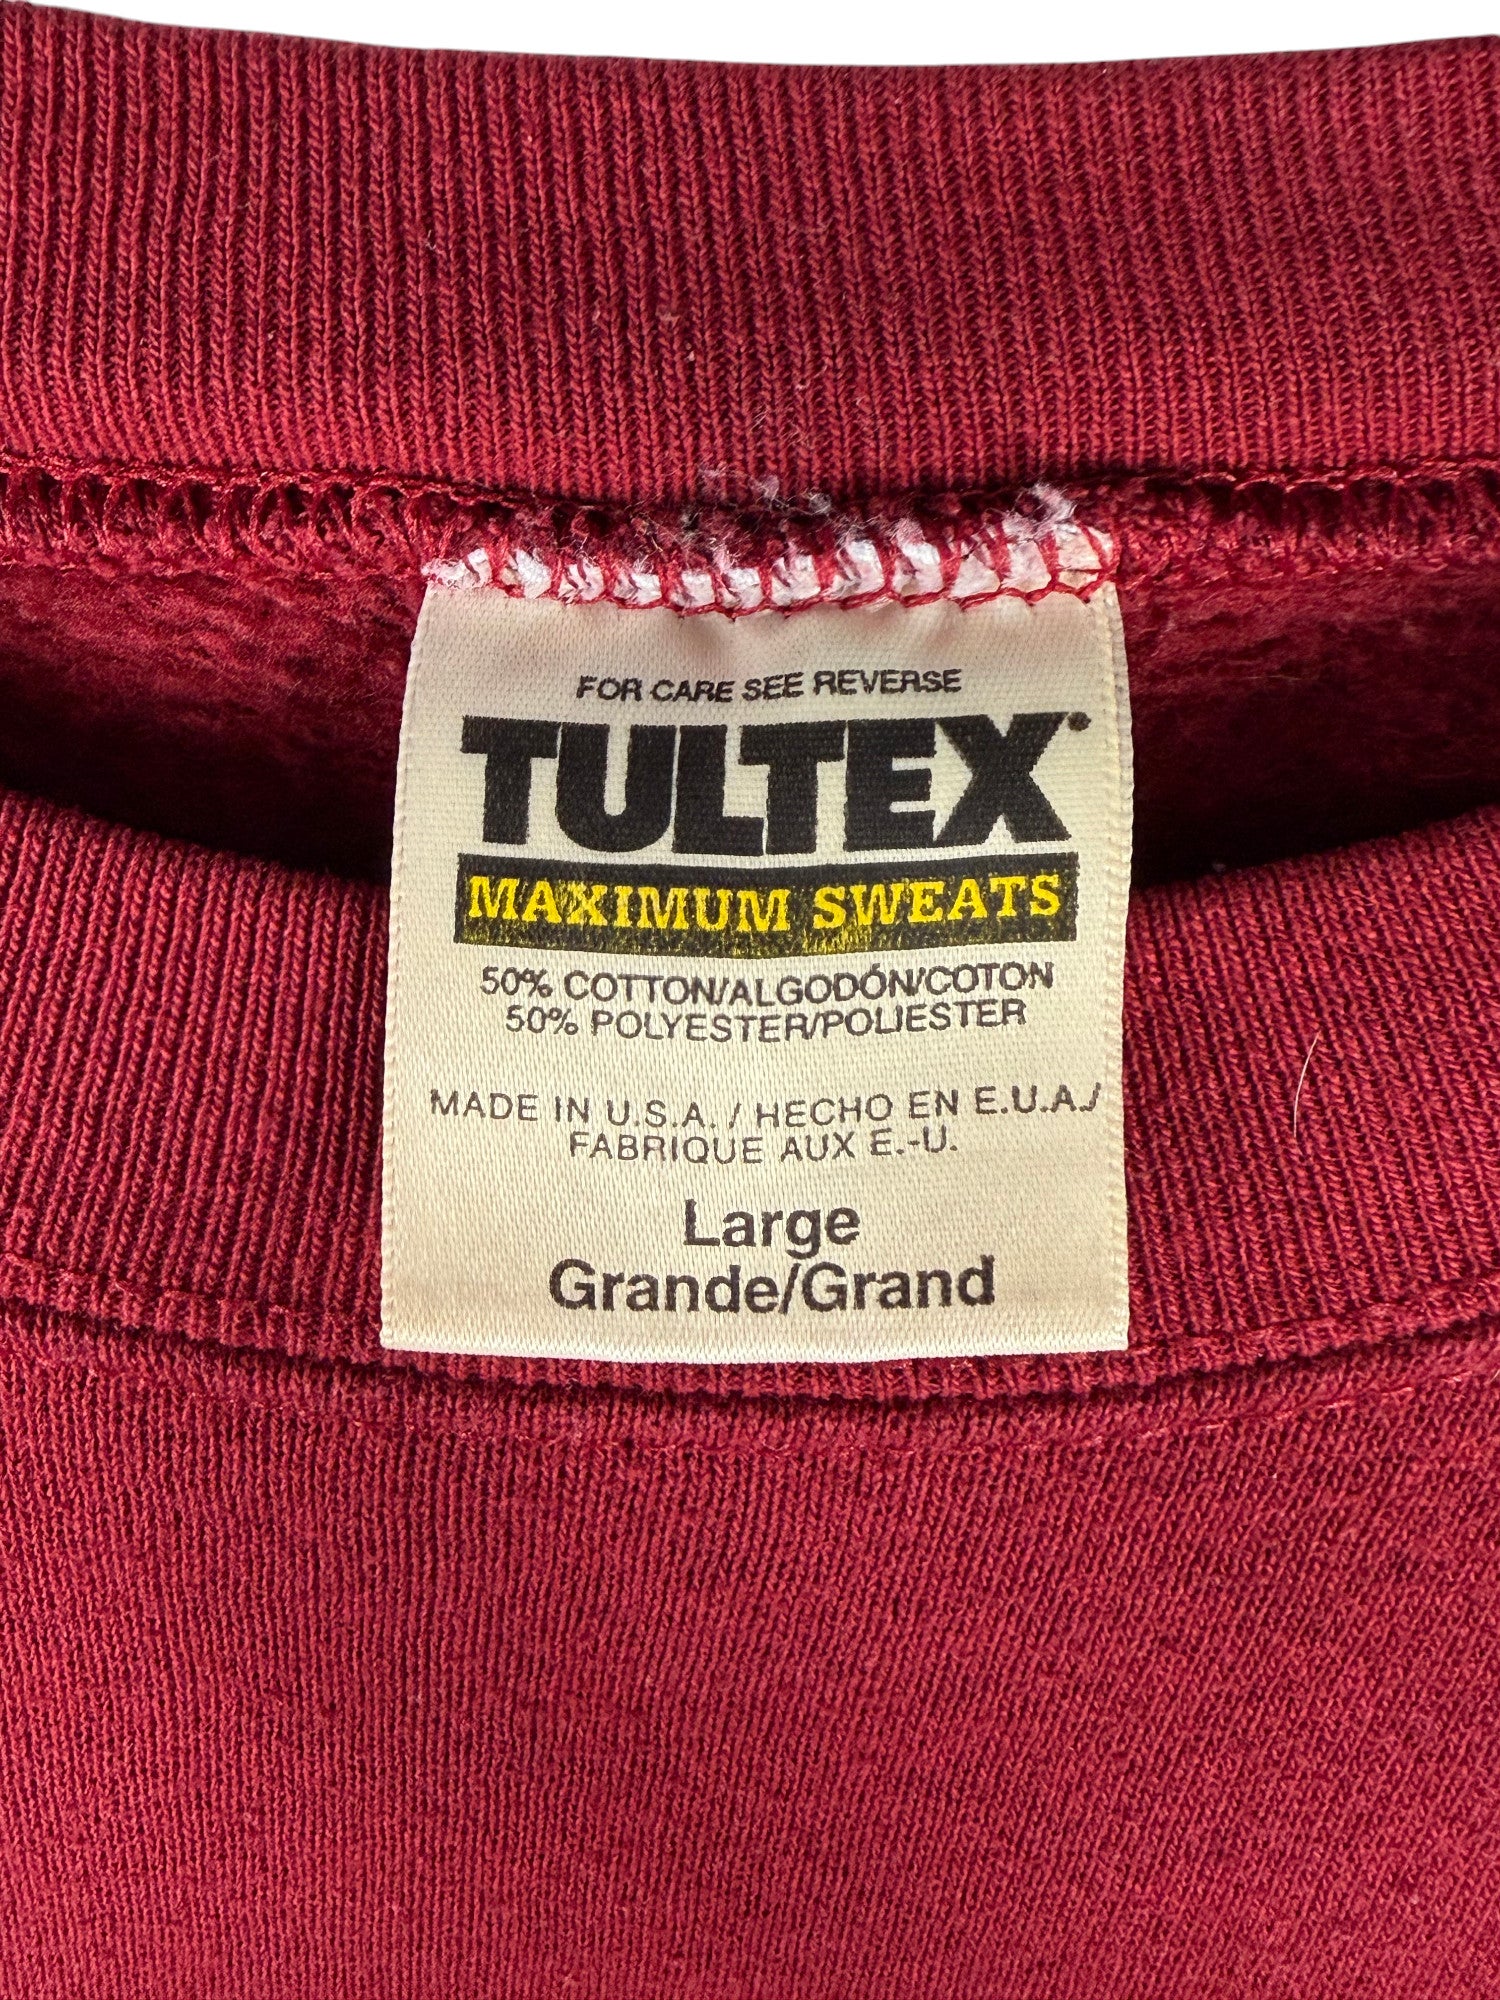 FOR CARE SEE REVERSE
TULTEX®
MAXIMUM SWEATS
50% COTTON/ALGODÓN/COTON
50% POLYESTER/POLIESTER
MADE IN U.S.A. / HECHO EN E.U.A./
FABRIQUE AUX E.-U.
Large
Grande/Grand